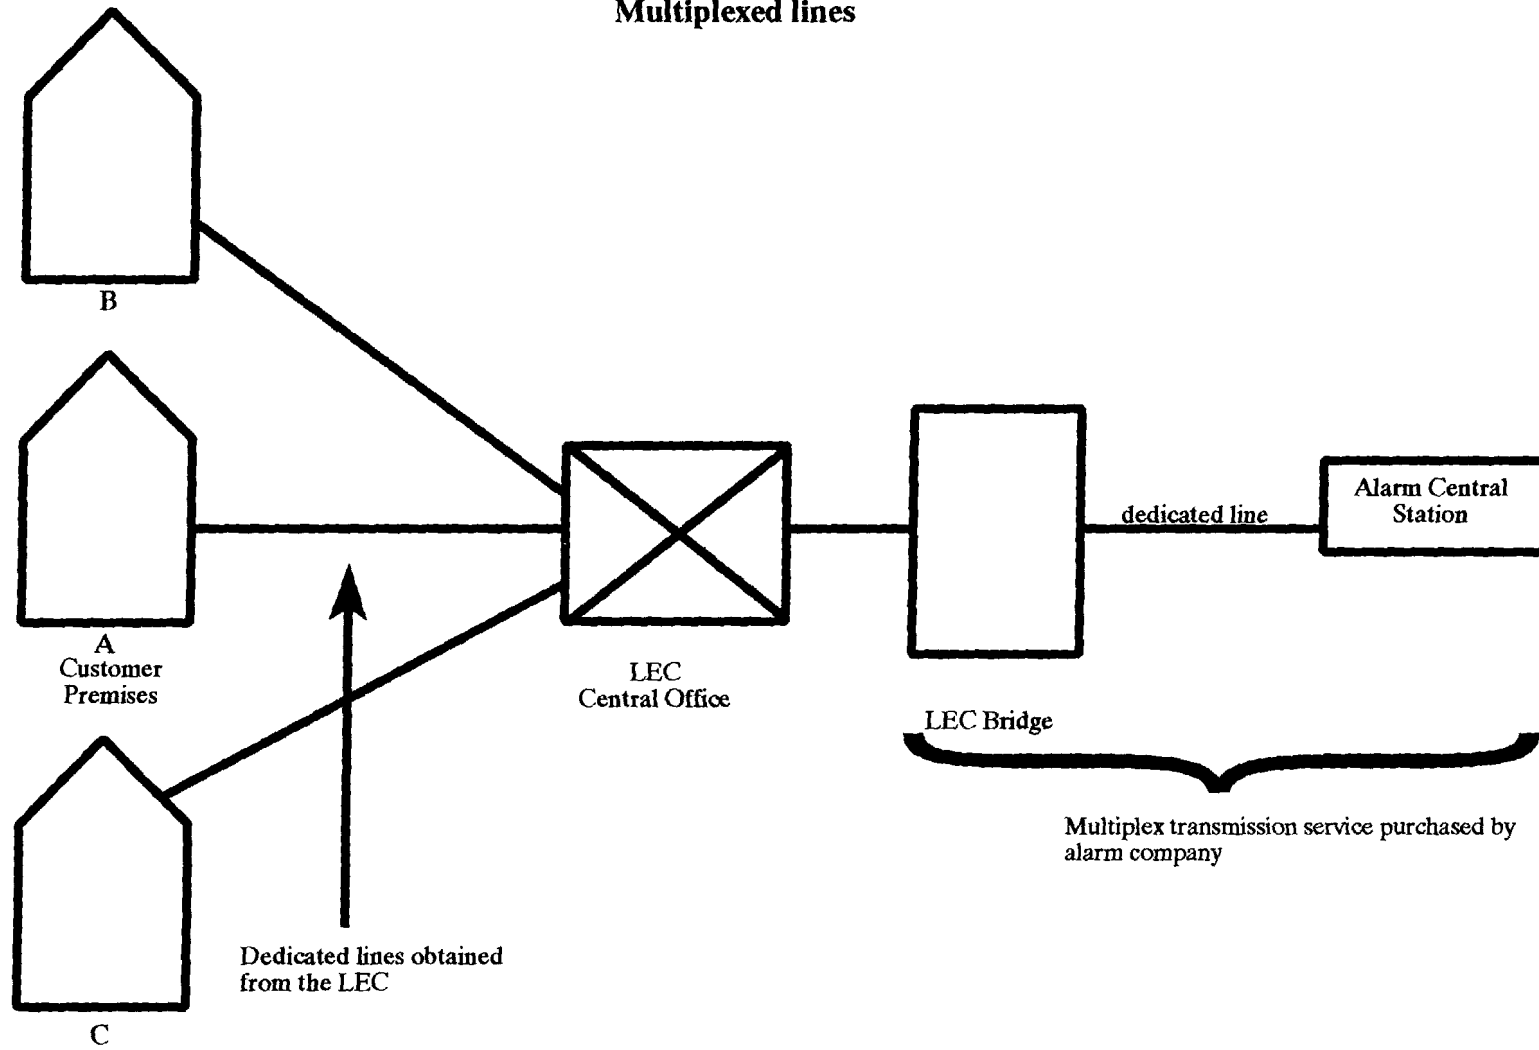 Multiplexed lines
B
A
Customer
Premises
LEC
Central Office
dedicated line
Alarm Central
Station
LEC Bridge
Multiplex transmission service purchased by
alarm company
Dedicated lines obtained
from the LEC
C